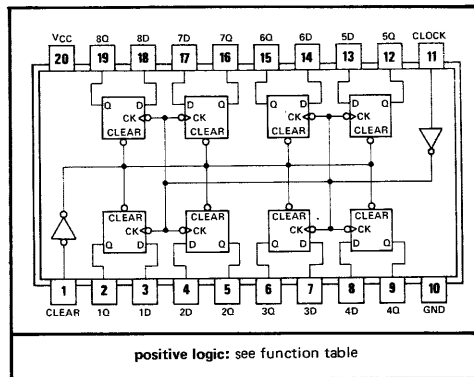 VCC 8Q 8D 7D 7Q 6Q 6D 5D 5Q CLOCK
20 19 18 17 16 15 14 13 12 11
Q D D Q Q D D Q
CK CK CK CK
CLEAR CLEAR CLEAR CLEAR
CLEAR CLEAR CLEAR CLEAR
CK CK CK CK
Q D D Q Q D D Q
1 2 3 4 5 6 7 8 9 10
CLEAR 1Q 1D 2D 2Q 3Q 3D 4D 4Q GND
positive logic: see function table